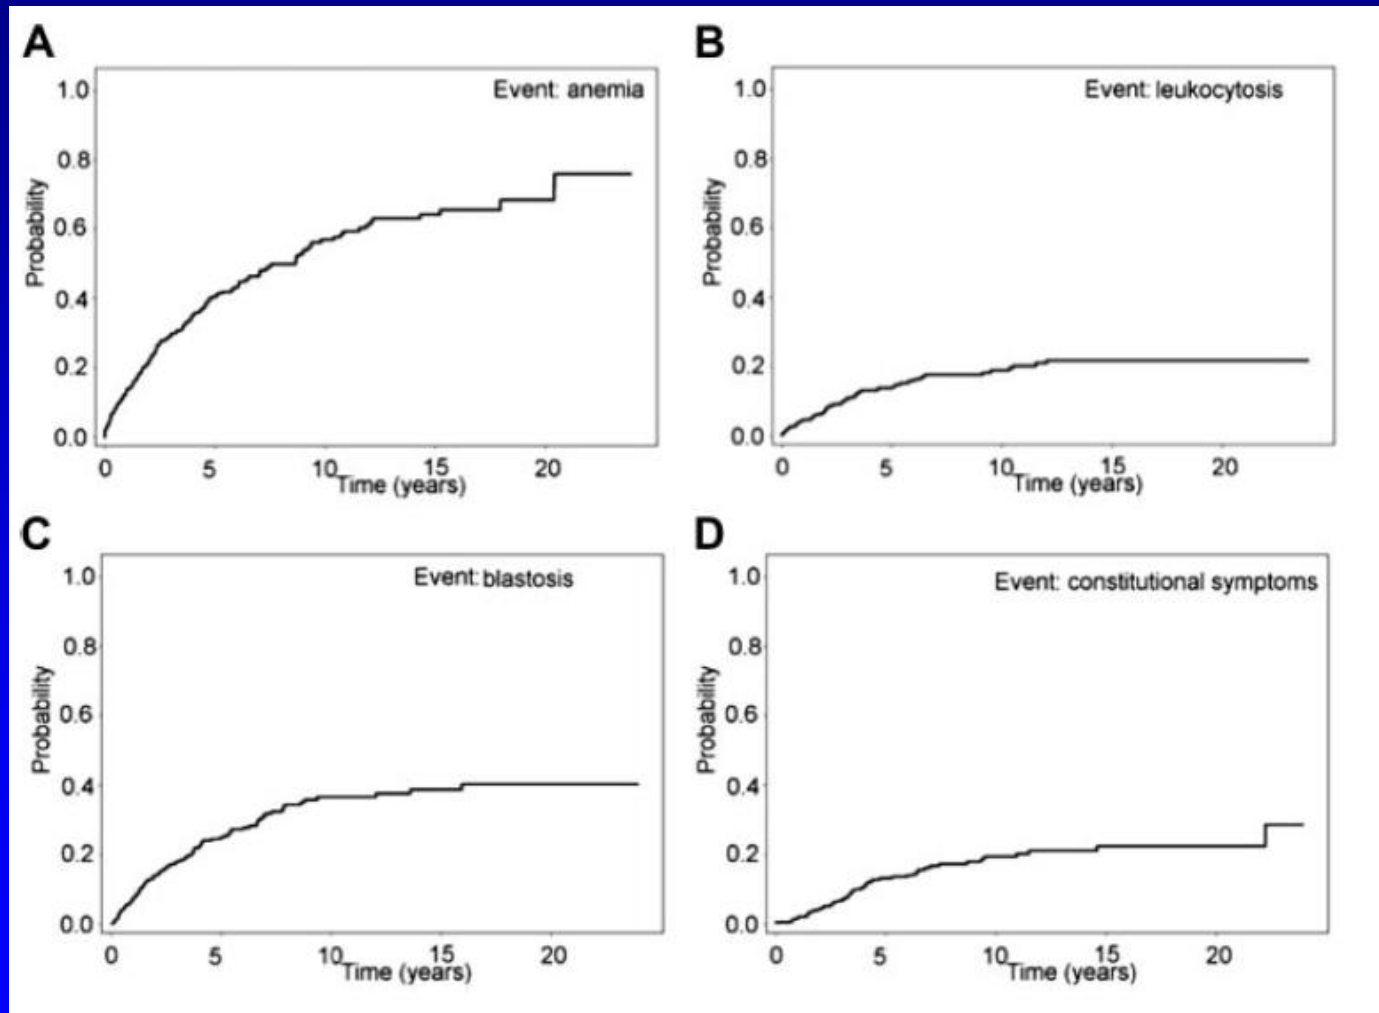 A
Event: anemia
1.0
0.8
0.6
0.4
0.2
0.0
Probability
0 5 10 15 20
Time (years)
B
Event: leukocytosis
1.0
0.8
0.6
0.4
0.2
0.0
Probability
0 5 10 15 20
Time (years)
C
Event: blastosis
1.0
0.8
0.6
0.4
0.2
0.0
Probability
0 5 10 15 20
Time (years)
D
Event: constitutional symptoms
1.0
0.8
0.6
0.4
0.2
0.0
Probability
0 5 10 15 20
Time (years)